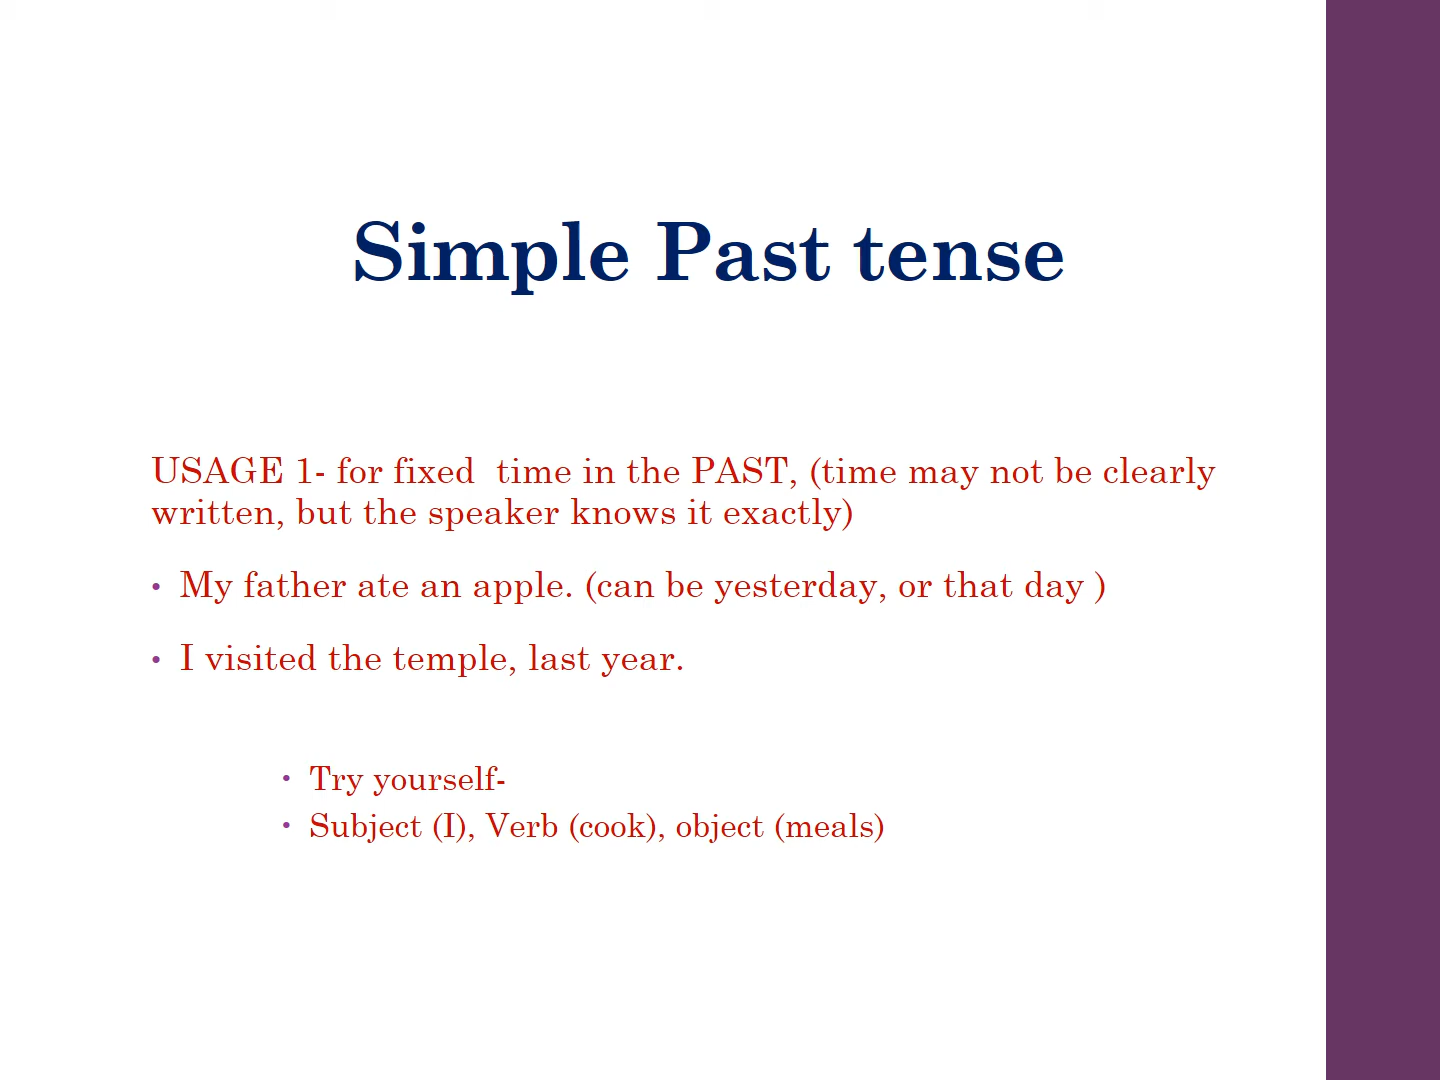 Simple Past tense
USAGE 1- for fixed  time in the PAST, (time may not be clearly
written, but the speaker knows it exactly)
• My father ate an apple. (can be yesterday, or that day )
• I visited the temple, last year.
• Try yourself-
• Subject (I), Verb (cook), object (meals)